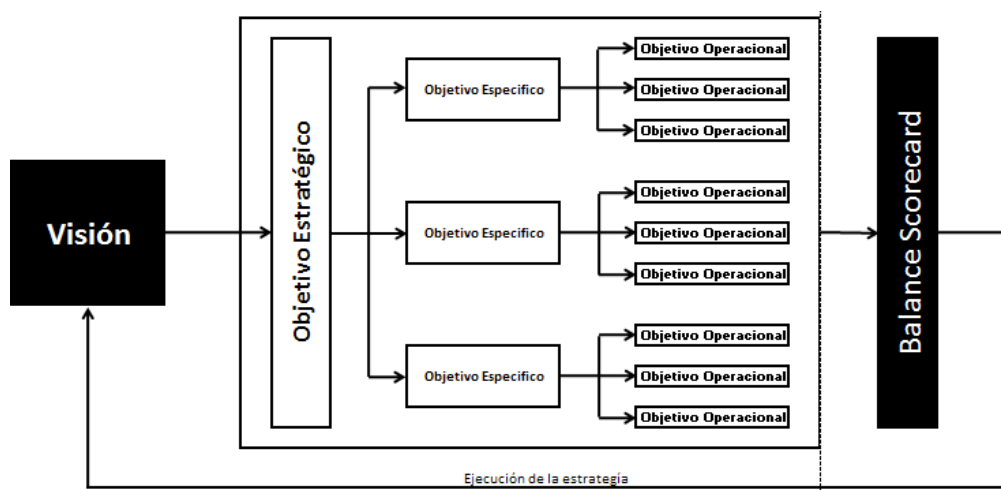 Visión
Objetivo Estratégico
Objetivo Especifico
Objetivo Operacional
Objetivo Operacional
Objetivo Operacional
Objetivo Especifico
Objetivo Operacional
Objetivo Operacional
Objetivo Operacional
Objetivo Especifico
Objetivo Operacional
Objetivo Operacional
Objetivo Operacional
Balance Scorecard
Ejecución de la estrategía